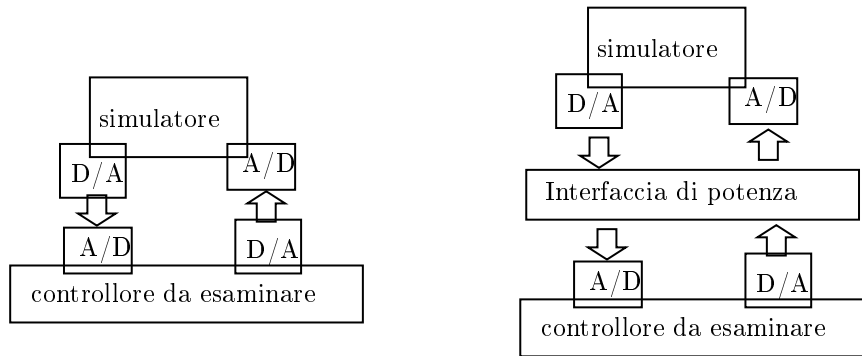 simulatore
D/A
A/D
A/D
D/A
controllore da esaminare
simulatore
D/A
A/D
Interfaccia di potenza
A/D
D/A
controllore da esaminare